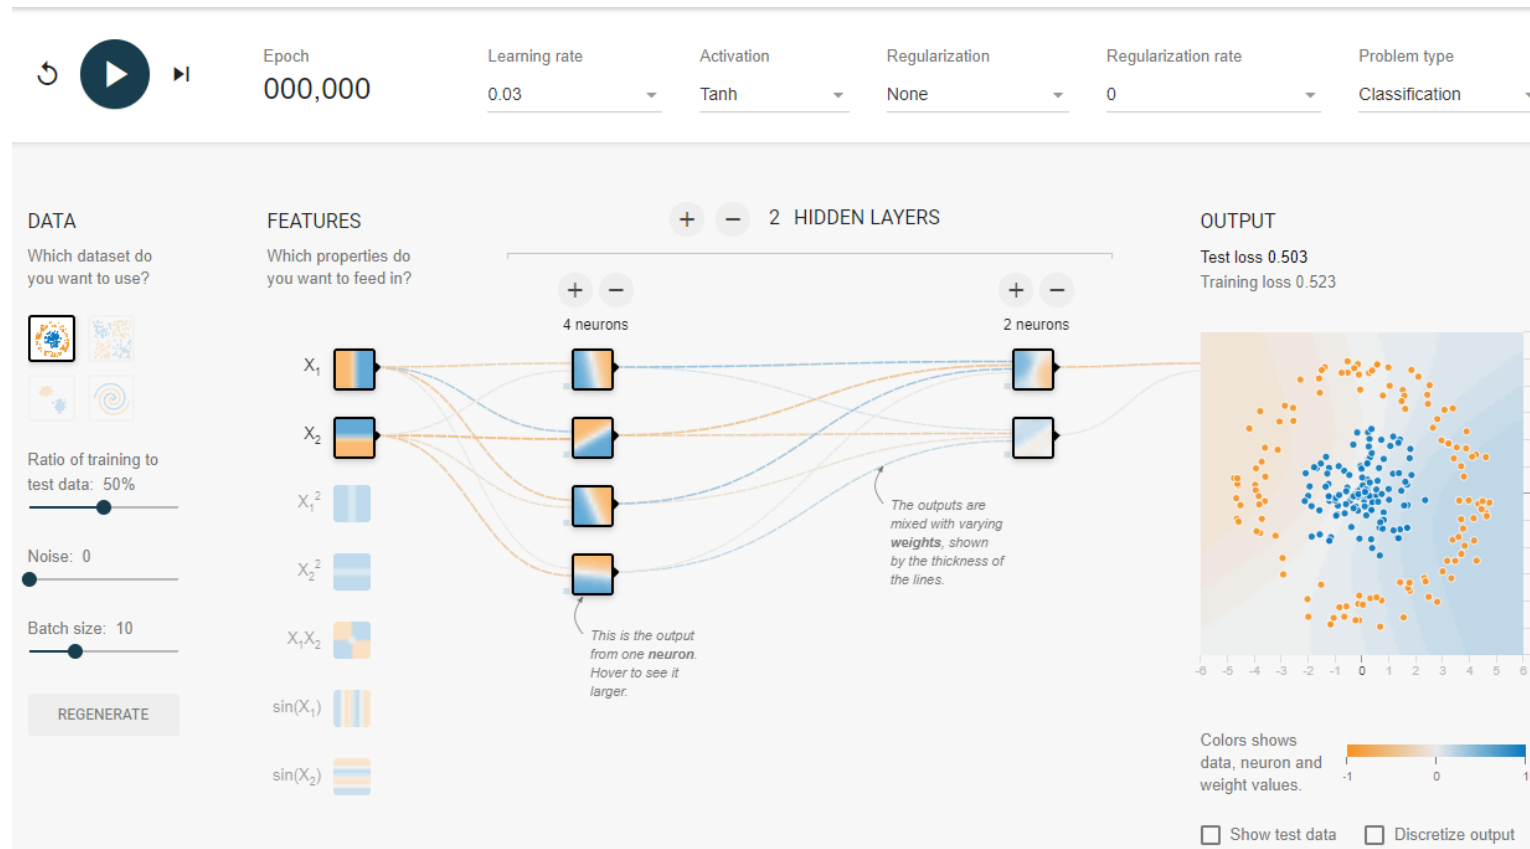 Epoch
000,000
Learning rate
0.03
Activation
Tanh
Regularization
None
Regularization rate
0
Problem type
Classification
DATA
Which dataset do
you want to use?
Ratio of training to
test data: 50%
Noise: 0
Batch size: 10
REGENERATE
FEATURES
Which properties do
you want to feed in?
X₁
X₂
X₁²
X₂²
X₁X₂
sin(X₁)
sin(X₂)
+ − 2 HIDDEN LAYERS
+ −
4 neurons
+ −
2 neurons
This is the output
from one neuron.
Hover to see it
larger.
The outputs are
mixed with varying
weights, shown
by the thickness of
the lines.
OUTPUT
Test loss 0.503
Training loss 0.523
-6 -5 -4 -3 -2 -1 0 1 2 3 4 5 6
Colors shows
data, neuron and
weight values.
-1 0 1
Show test data
Discretize output